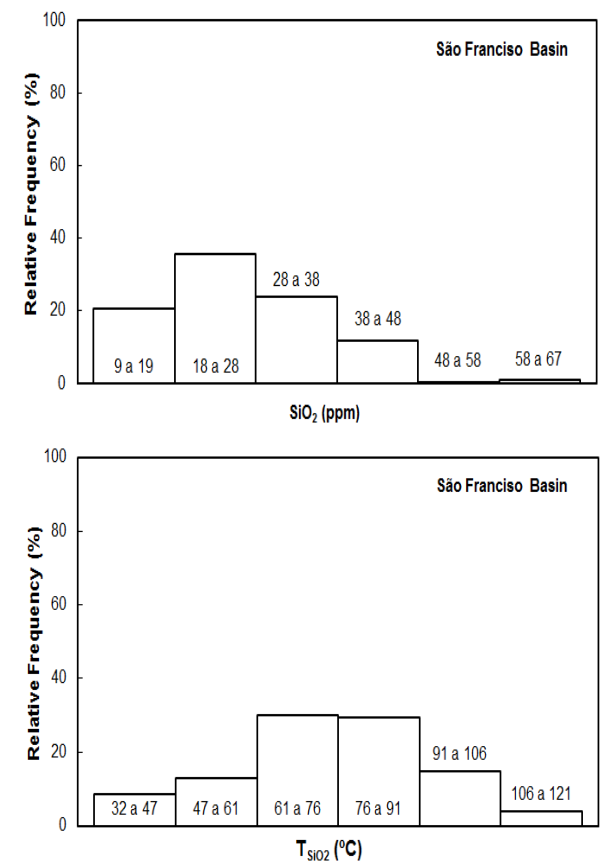 100
São Franciso Basin
80
60
40
28 a 38
20
38 a 48
9 a 19
18 a 28
48 a 58
58 a 67
0
Relative Frequency (%)
SiO2 (ppm)
100
São Franciso Basin
80
60
40
20
91 a 106
32 a 47
47 a 61
61 a 76
76 a 91
106 a 121
0
Relative Frequency (%)
TSiO2 (ºC)